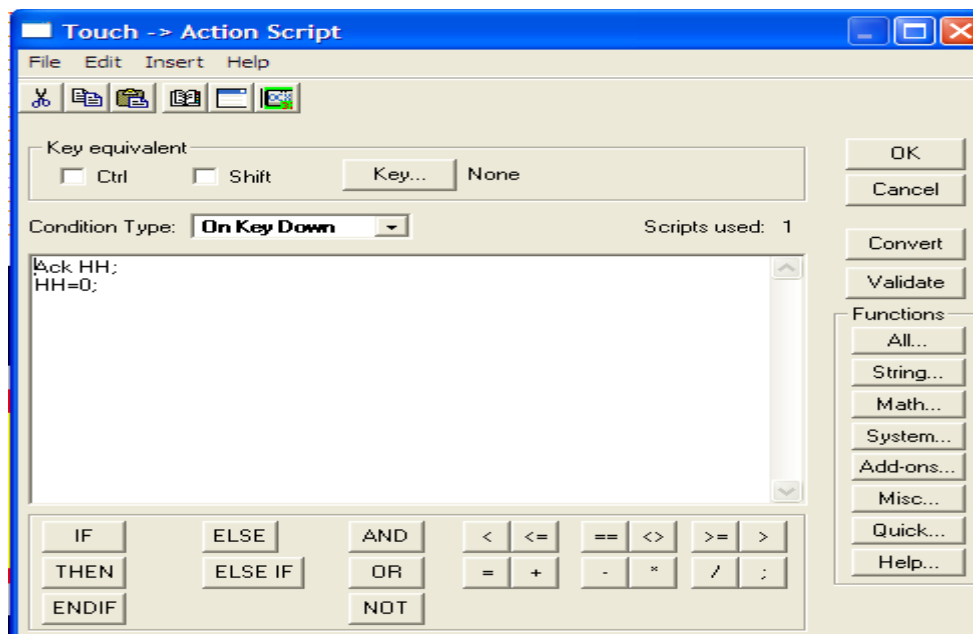 Touch -> Action Script
File Edit Insert Help
Key equivalent
Ctrl Shift Key... None
OK
Cancel
Condition Type: On Key Down Scripts used: 1
Convert
Validate
Ack HH;
HH=0;
Functions
All...
String...
Math...
System...
Add-ons...
Misc...
Quick...
Help...
IF ELSE AND < <= == <> >= >
THEN ELSE IF OR = + - * / ;
ENDIF NOT